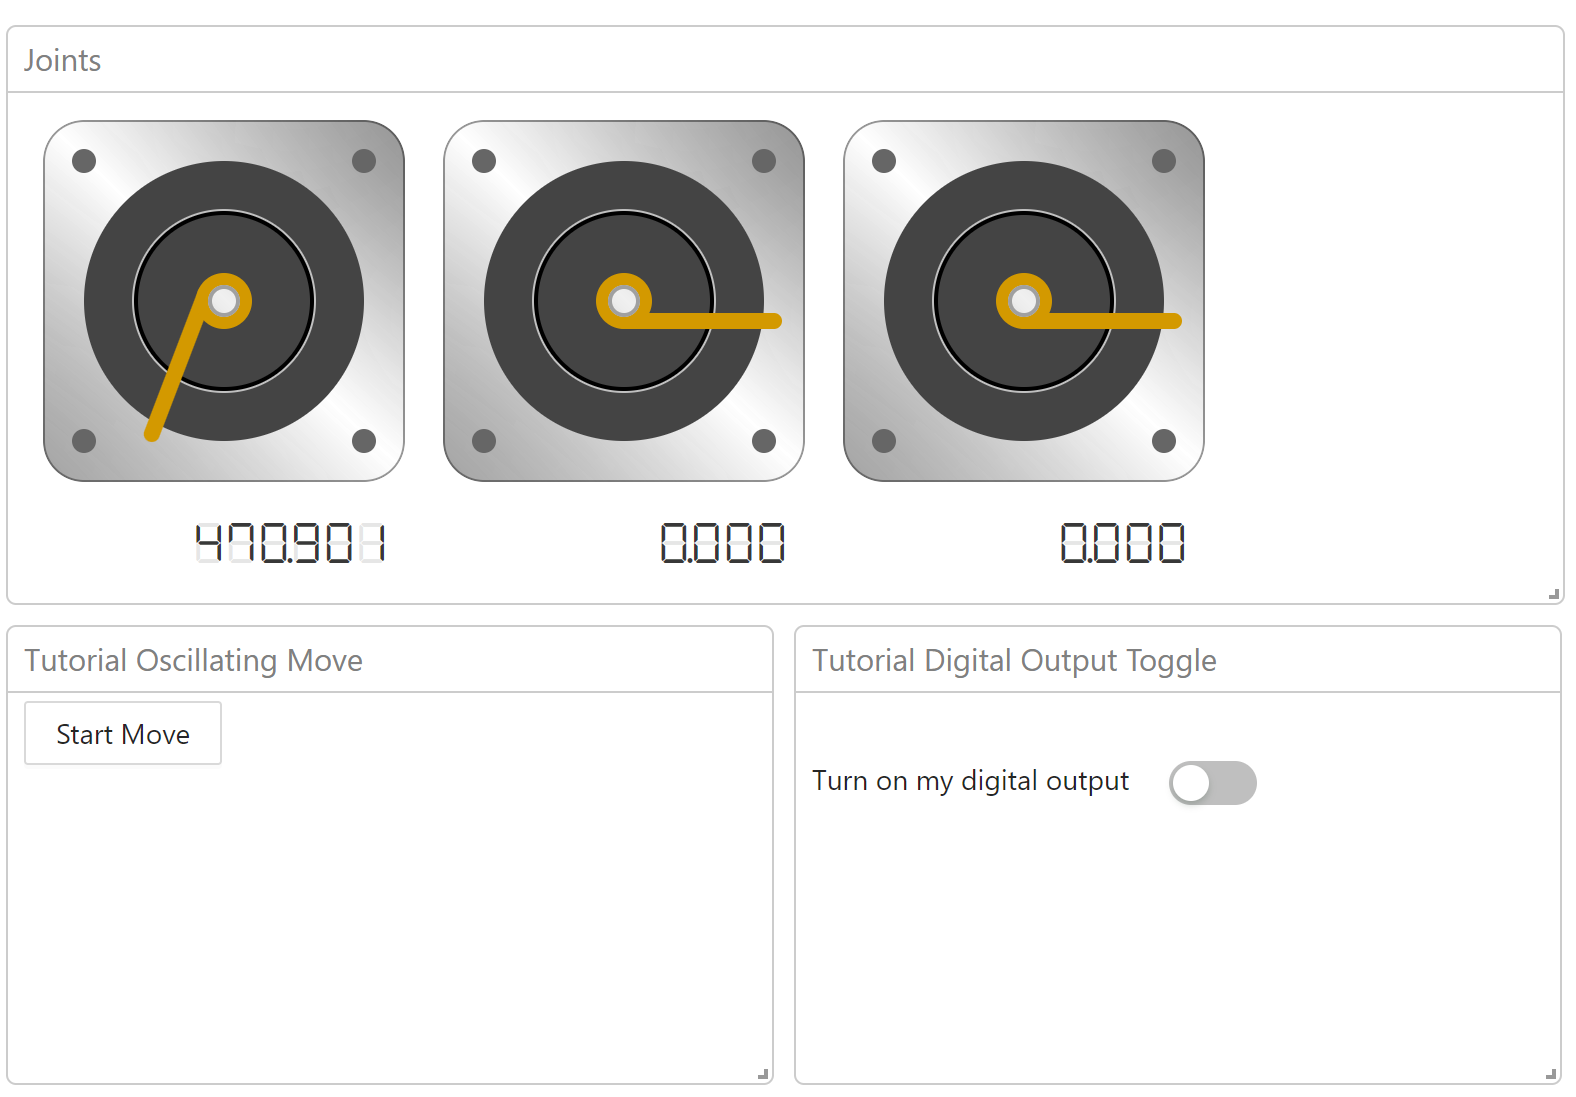 Joints
470.901 0.000 0.000
Tutorial Oscillating Move
Start Move
Tutorial Digital Output Toggle
Turn on my digital output